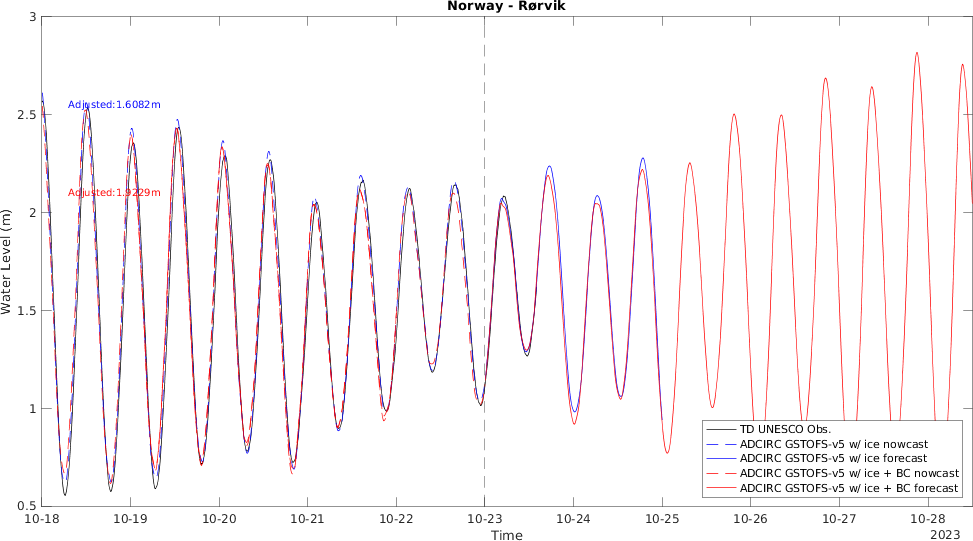 Norway - Rørvik
3
2.5
2
1.5
1
0.5
Water Level (m)
Adjusted:1.6082m
Adjusted:1.9229m
TD UNESCO Obs.
ADCIRC GSTOFS-v5 w/ ice nowcast
ADCIRC GSTOFS-v5 w/ ice forecast
ADCIRC GSTOFS-v5 w/ ice + BC nowcast
ADCIRC GSTOFS-v5 w/ ice + BC forecast
10-18 10-19 10-20 10-21 10-22 10-23 10-24 10-25 10-26 10-27 10-28
2023
Time